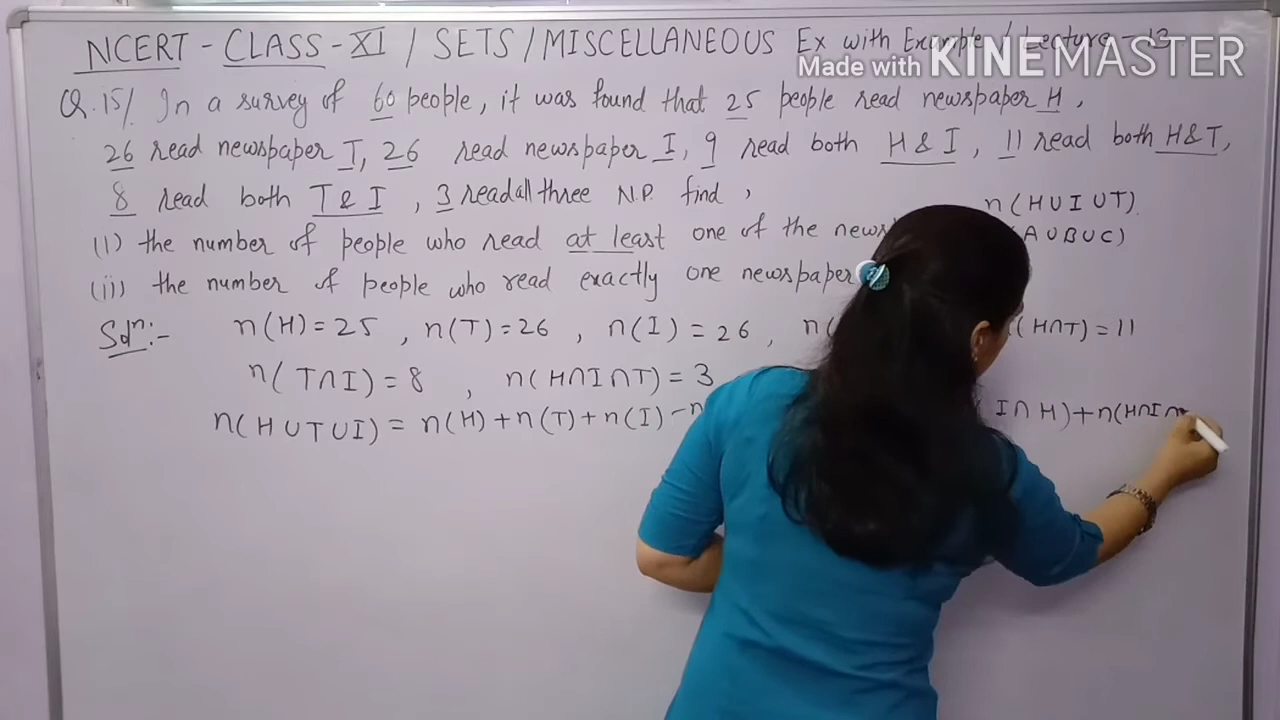 NCERT - CLASS - XI / SETS / MISCELLANEOUS Ex with Example / Lecture - 13
Made with KINEMASTER
Q.15/ In a survey of 60 people, it was found that 25 people read newspaper H,
26 read newspaper T, 26 read newspaper I, 9 read both H & I, 11 read both H & T,
8 read both T & I, 3 read all three N.P. find,
n(H∪I∪T)
(i) the number of people who read at least one of the
A∪B∪C)
(ii) the number of people who read exactly one newspaper
Solⁿ:- n(H) = 25, n(T) = 26, n(I) = 26, n( (H∩T) = 11
n(T∩I) = 8, n(H∩I∩T) = 3
n(H∪T∪I) = n(H) + n(T) + n(I) - n I∩H) + n(H∩I∩